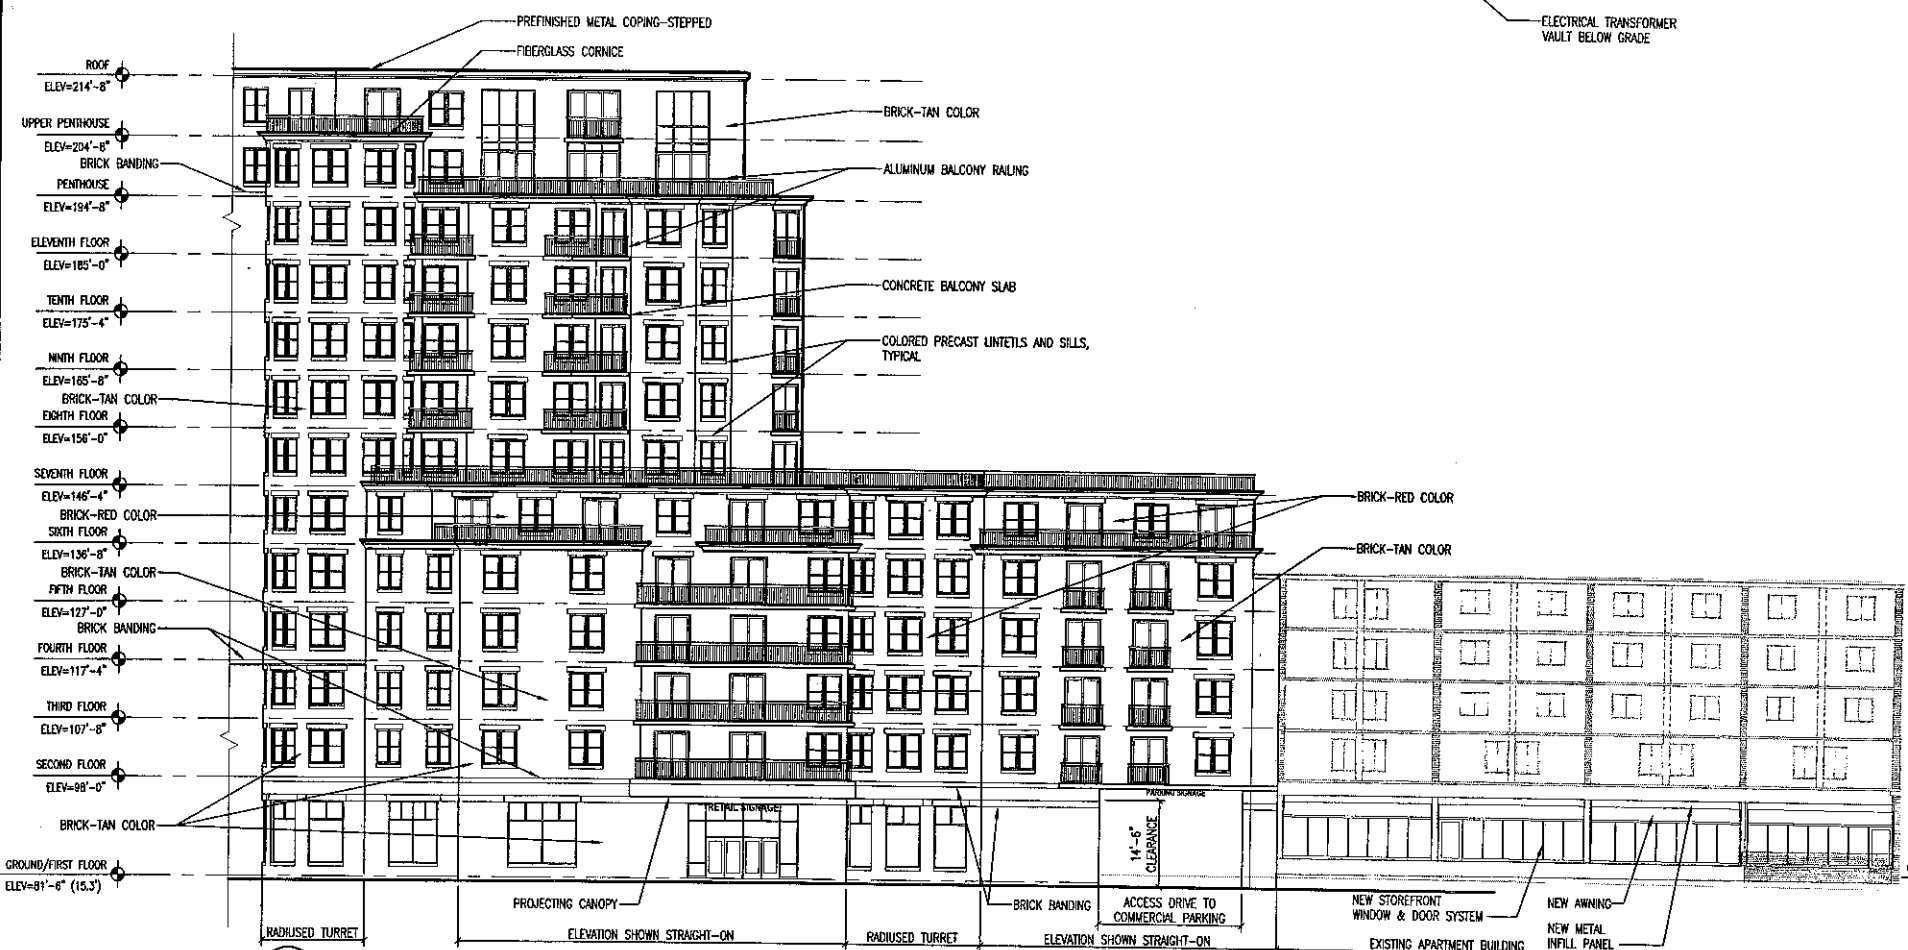 PREFINISHED METAL COPING-STEPPED
FIBERGLASS CORNICE
ELECTRICAL TRANSFORMER
VAULT BELOW GRADE
ROOF
ELEV=214'-8"
UPPER PENTHOUSE
ELEV=204'-8"
BRICK BANDING
PENTHOUSE
ELEV=194'-8"
ELEVENTH FLOOR
ELEV=185'-0"
TENTH FLOOR
ELEV=175'-4"
NINTH FLOOR
ELEV=165'-8"
BRICK-TAN COLOR
EIGHTH FLOOR
ELEV=156'-0"
SEVENTH FLOOR
ELEV=146'-4"
BRICK-RED COLOR
SIXTH FLOOR
ELEV=136'-8"
BRICK-TAN COLOR
FIFTH FLOOR
ELEV=127'-0"
BRICK BANDING
FOURTH FLOOR
ELEV=117'-4"
THIRD FLOOR
ELEV=107'-8"
SECOND FLOOR
ELEV=98'-0"
BRICK-TAN COLOR
GROUND/FIRST FLOOR
ELEV=81'-6" (15.3')
BRICK-TAN COLOR
ALUMINUM BALCONY RAILING
CONCRETE BALCONY SLAB
COLORED PRECAST LINTETLS AND SILLS,
TYPICAL
BRICK-RED COLOR
BRICK-TAN COLOR
RETAIL SIGNAGE
PARKING SIGNAGE
14'-6"
CLEARANCE
PROJECTING CANOPY
BRICK BANDING
ACCESS DRIVE TO
COMMERCIAL PARKING
NEW STOREFRONT
WINDOW & DOOR SYSTEM
NEW AWNING
NEW METAL
INFILL PANEL
RADIUSED TURRET
ELEVATION SHOWN STRAIGHT-ON
RADIUSED TURRET
ELEVATION SHOWN STRAIGHT-ON
EXISTING APARTMENT BUILDING